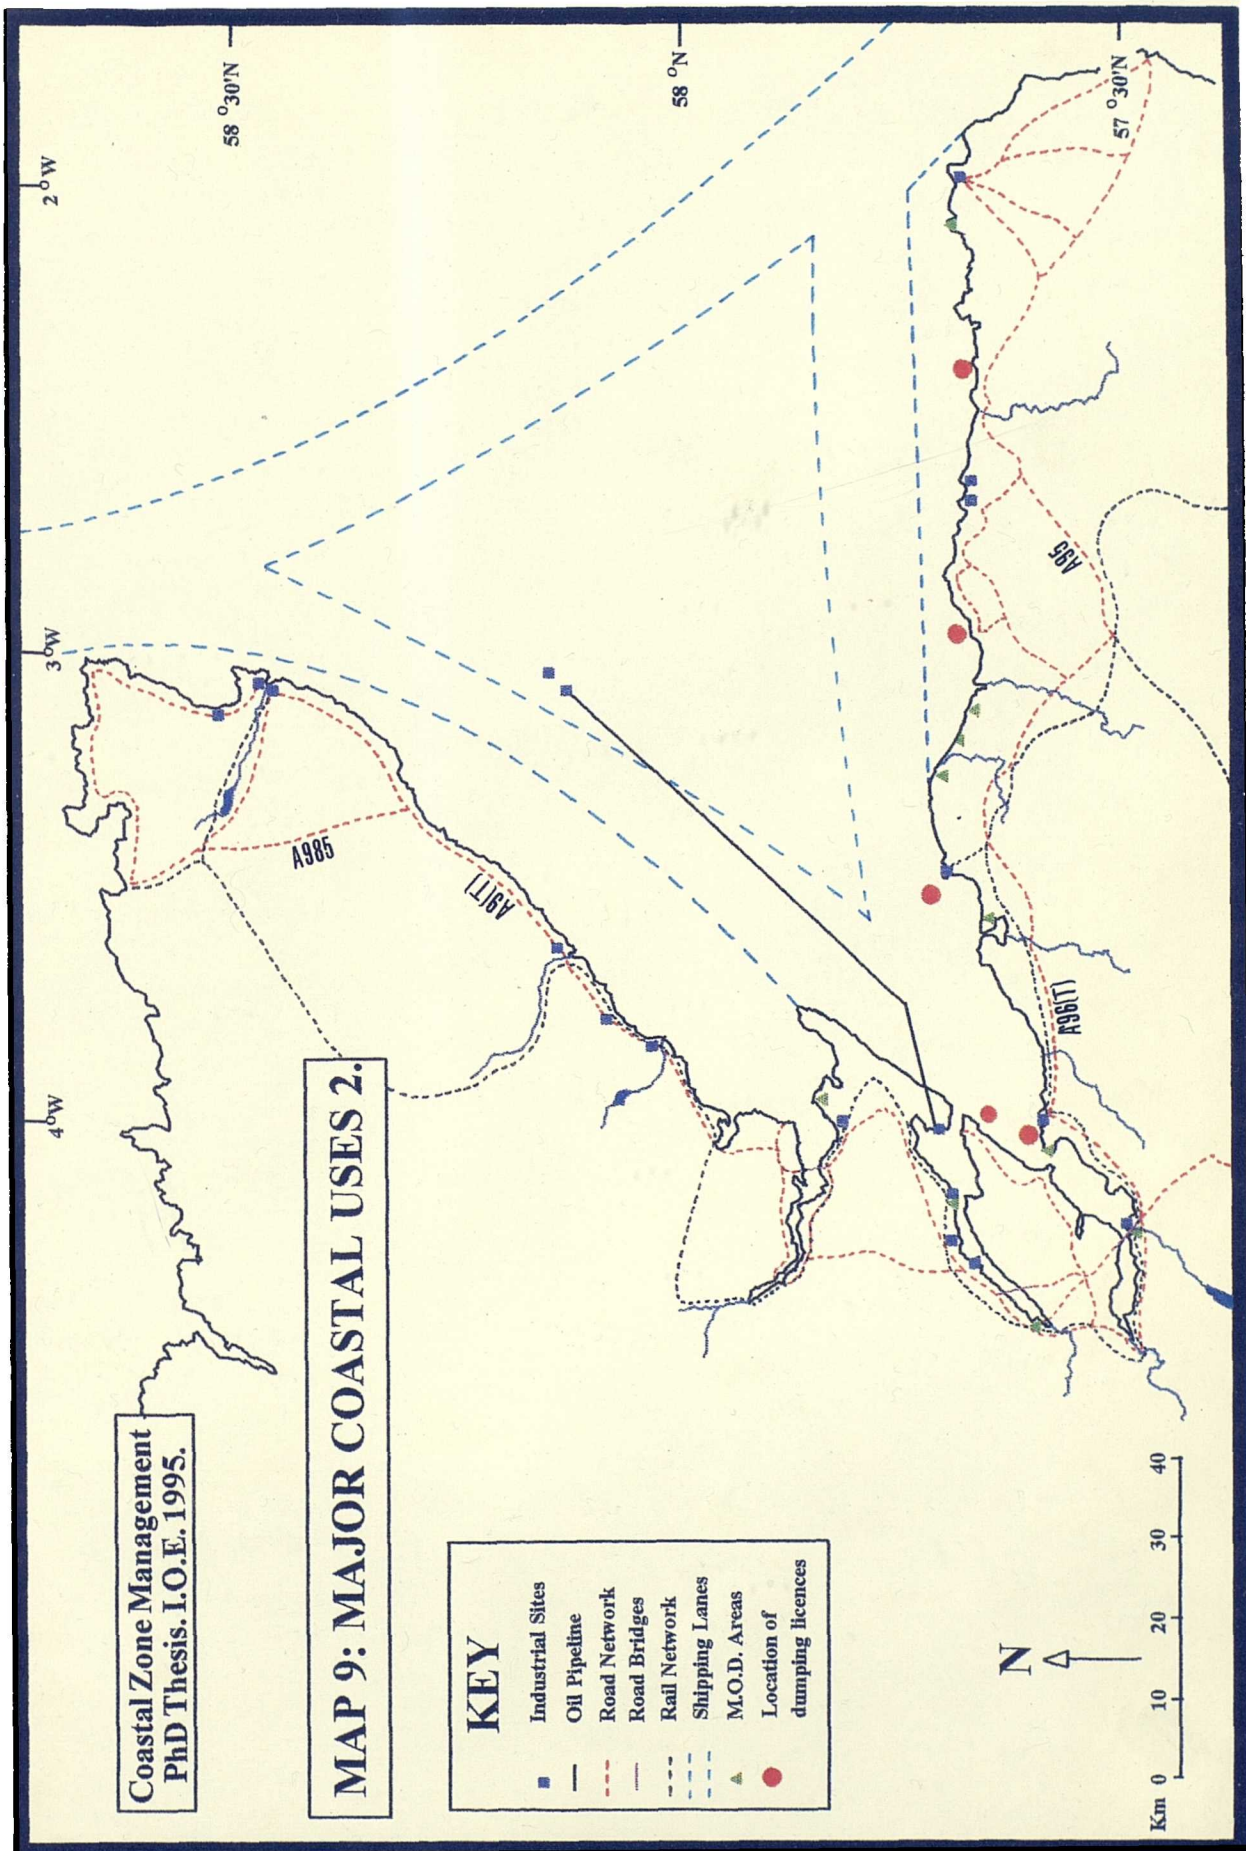 Coastal Zone Management
PhD Thesis. I.O.E. 1995.
MAP 9: MAJOR COASTAL USES 2.
KEY
Industrial Sites
Oil Pipeline
Road Network
Road Bridges
Rail Network
Shipping Lanes
M.O.D. Areas
Location of
dumping licences
N
Km 0 10 20 30 40
4°W
3°W
2°W
58 °30'N
58 °N
57 °30'N
A985
A9(T)
A96(T)
A95